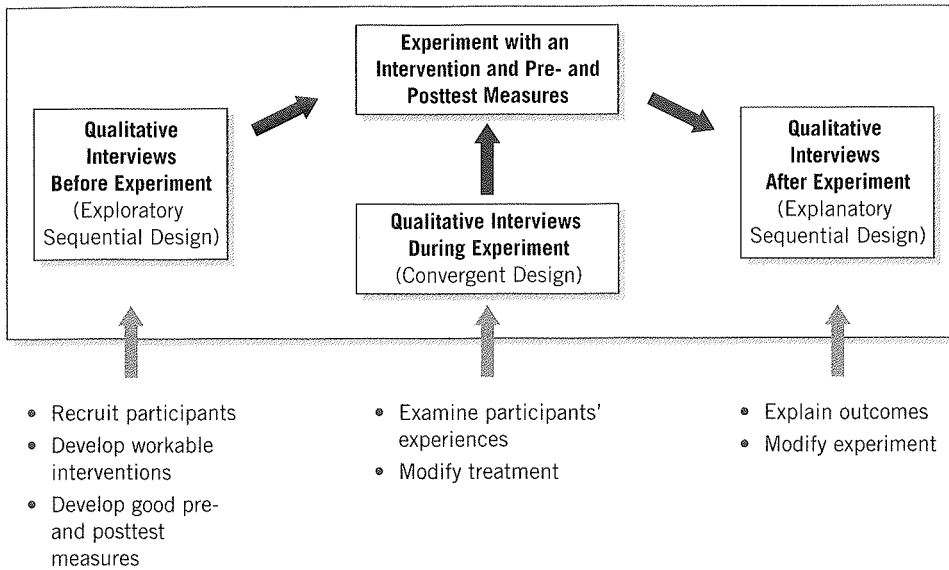 Experiment with an
Intervention and Pre- and
Posttest Measures
Qualitative
Interviews
Before Experiment
(Exploratory
Sequential Design)
Qualitative Interviews
During Experiment
(Convergent Design)
Qualitative
Interviews
After Experiment
(Explanatory
Sequential Design)
• Recruit participants
• Develop workable
interventions
• Develop good pre-
and posttest
measures
• Examine participants'
experiences
• Modify treatment
• Explain outcomes
• Modify experiment